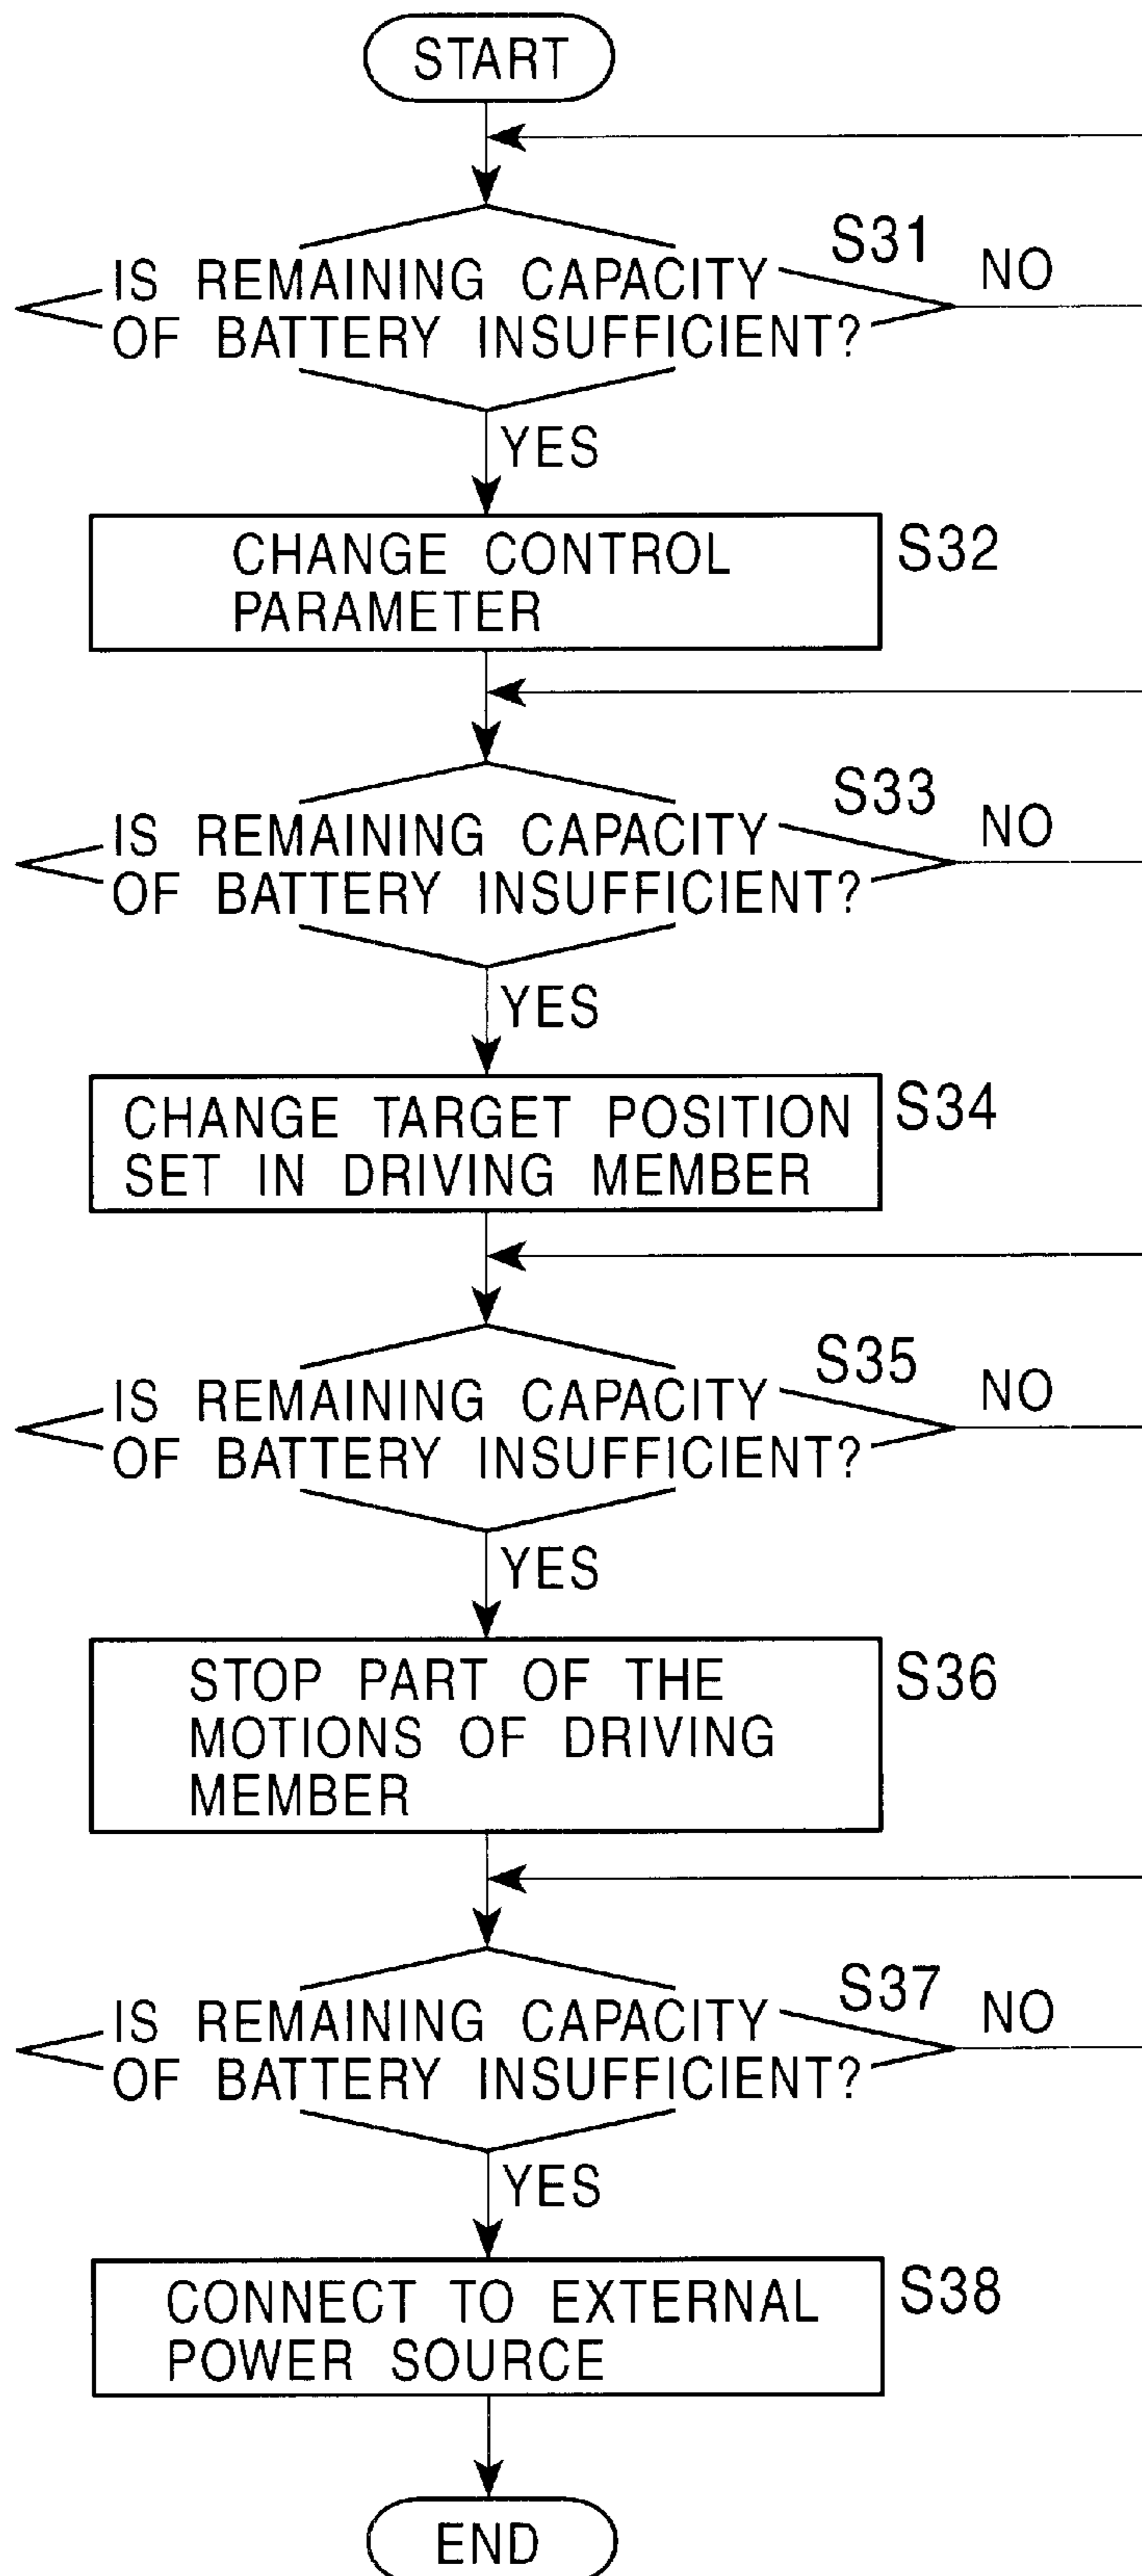 START
S31
NO
IS REMAINING CAPACITY
OF BATTERY INSUFFICIENT?
YES
CHANGE CONTROL
PARAMETER
S32
S33
NO
IS REMAINING CAPACITY
OF BATTERY INSUFFICIENT?
YES
CHANGE TARGET POSITION
SET IN DRIVING MEMBER
S34
S35
NO
IS REMAINING CAPACITY
OF BATTERY INSUFFICIENT?
YES
STOP PART OF THE
MOTIONS OF DRIVING
MEMBER
S36
S37
NO
IS REMAINING CAPACITY
OF BATTERY INSUFFICIENT?
YES
CONNECT TO EXTERNAL
POWER SOURCE
S38
END